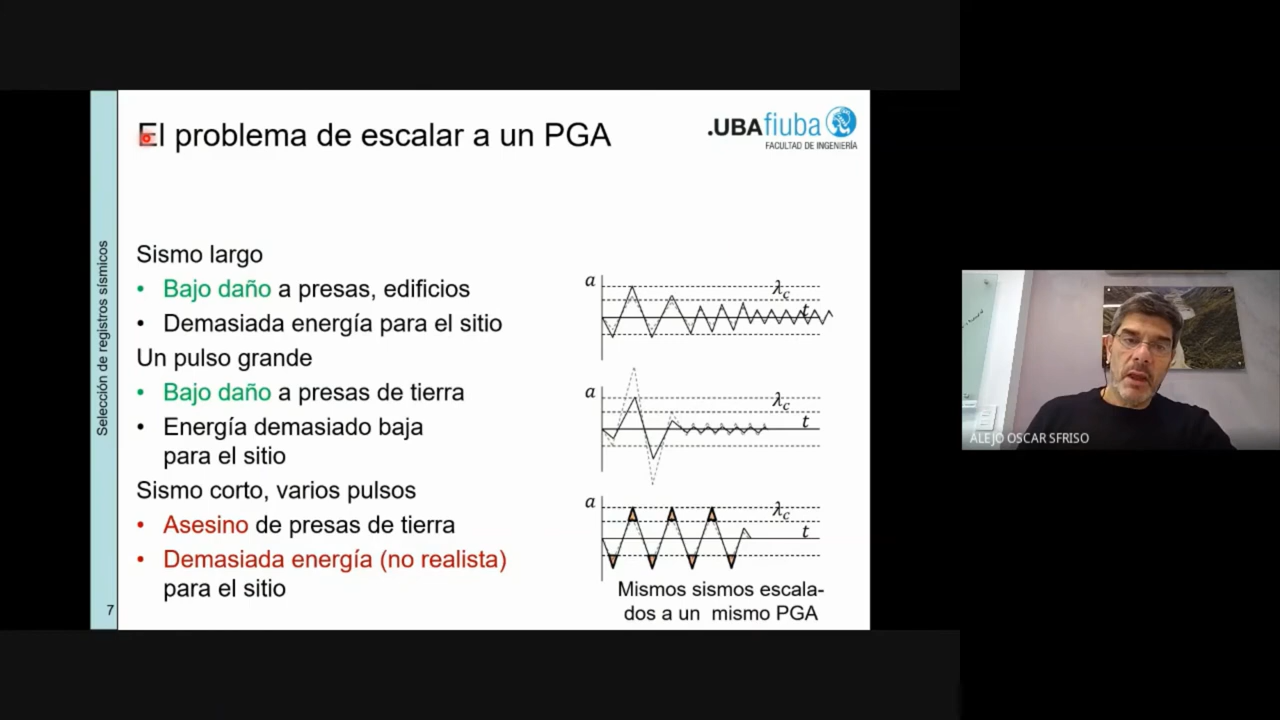 El problema de escalar a un PGA
.UBAfiuba
FACULTAD DE INGENIERÍA
Selección de registros sísmicos
Sismo largo
• Bajo daño a presas, edificios
• Demasiada energía para el sitio
Un pulso grande
• Bajo daño a presas de tierra
• Energía demasiado baja
para el sitio
Sismo corto, varios pulsos
• Asesino de presas de tierra
• Demasiada energía (no realista)
para el sitio
7
a
λc
t
a
λc
t
a
λc
t
Mismos sismos escala-
dos a un mismo PGA
ALEJO OSCAR SFRISO